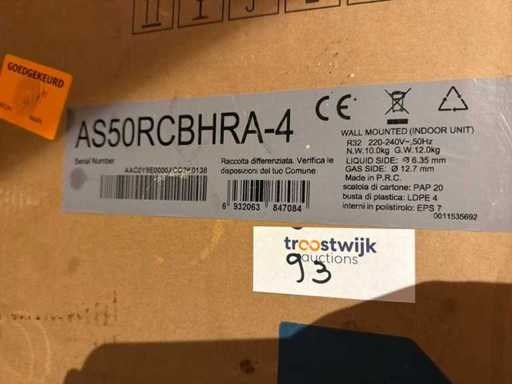 GOEDGEKEURD
AS50RCBHRA-4
CE
WALL MOUNTED (INDOOR UNIT)
R32 220-240V~,50Hz
N.W.10.0kg G.W.12.0kg
LIQUID SIDE: Ø 6.35 mm
GAS SIDE: Ø 12.7 mm
Made in P.R.C.
scatola di cartone: PAP 20
busta di plastica: LDPE 4
interni in polistirolo: EPS 7
0011535692
Serial Number
Raccolta differenziata. Verifica le
disposizioni del tuo Comune
6 932063 847084
troostwijk
auctions
93